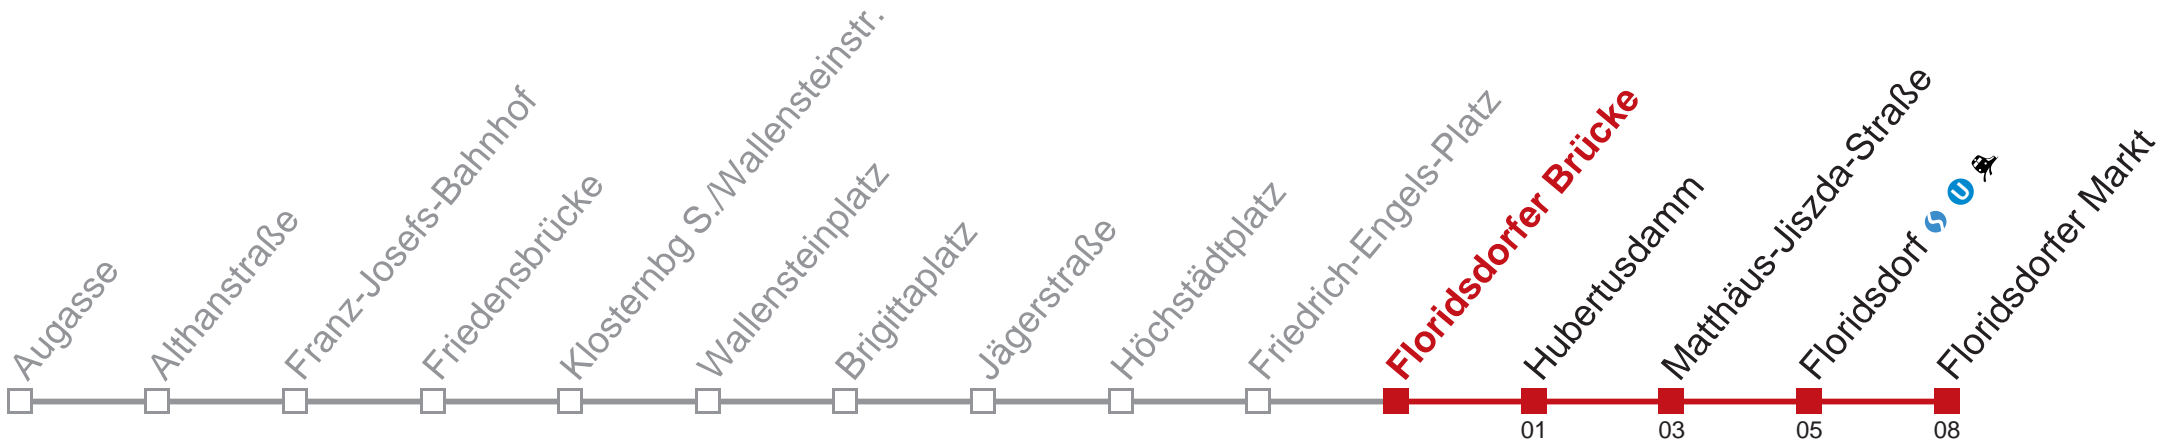 Augasse
Althanstraße
Franz-Josefs-Bahnhof
Friedensbrücke
Klosternbg S./Wallensteinstr.
Wallensteinplatz
Brigittaplatz
Jägerstraße
Höchstädtplatz
Friedrich-Engels-Platz
Floridsdorfer Brücke
Hubertusdamm
Matthäus-Jiszda-Straße
Floridsdorf S U
Floridsdorfer Markt
01 03 05 08